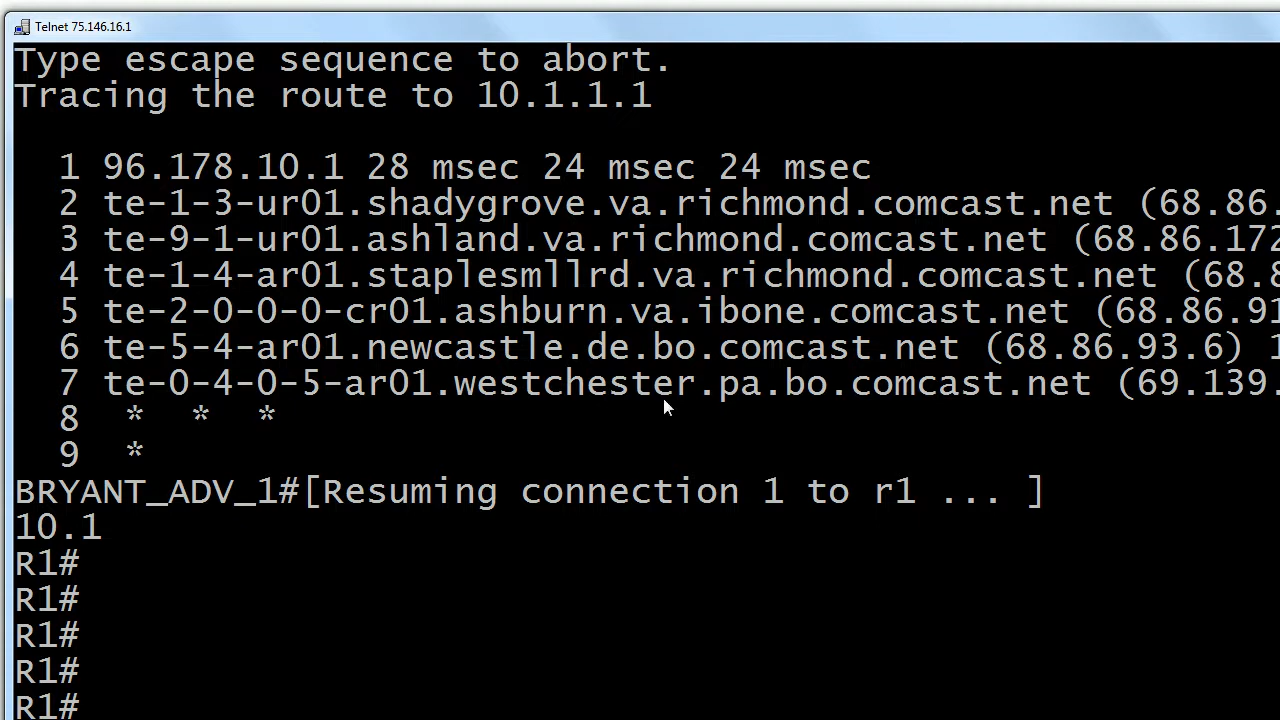 Telnet 75.146.16.1
Type escape sequence to abort.
Tracing the route to 10.1.1.1
1 96.178.10.1 28 msec 24 msec 24 msec
2 te-1-3-ur01.shadygrove.va.richmond.comcast.net (68.86.
3 te-9-1-ur01.ashland.va.richmond.comcast.net (68.86.172
4 te-1-4-ar01.staplesmllrd.va.richmond.comcast.net (68.8
5 te-2-0-0-0-cr01.ashburn.va.ibone.comcast.net (68.86.91
6 te-5-4-ar01.newcastle.de.bo.comcast.net (68.86.93.6) 1
7 te-0-4-0-5-ar01.westchester.pa.bo.comcast.net (69.139.
8 * * *
9 *
BRYANT_ADV_1#[Resuming connection 1 to r1 ... ]
10.1
R1#
R1#
R1#
R1#
R1#